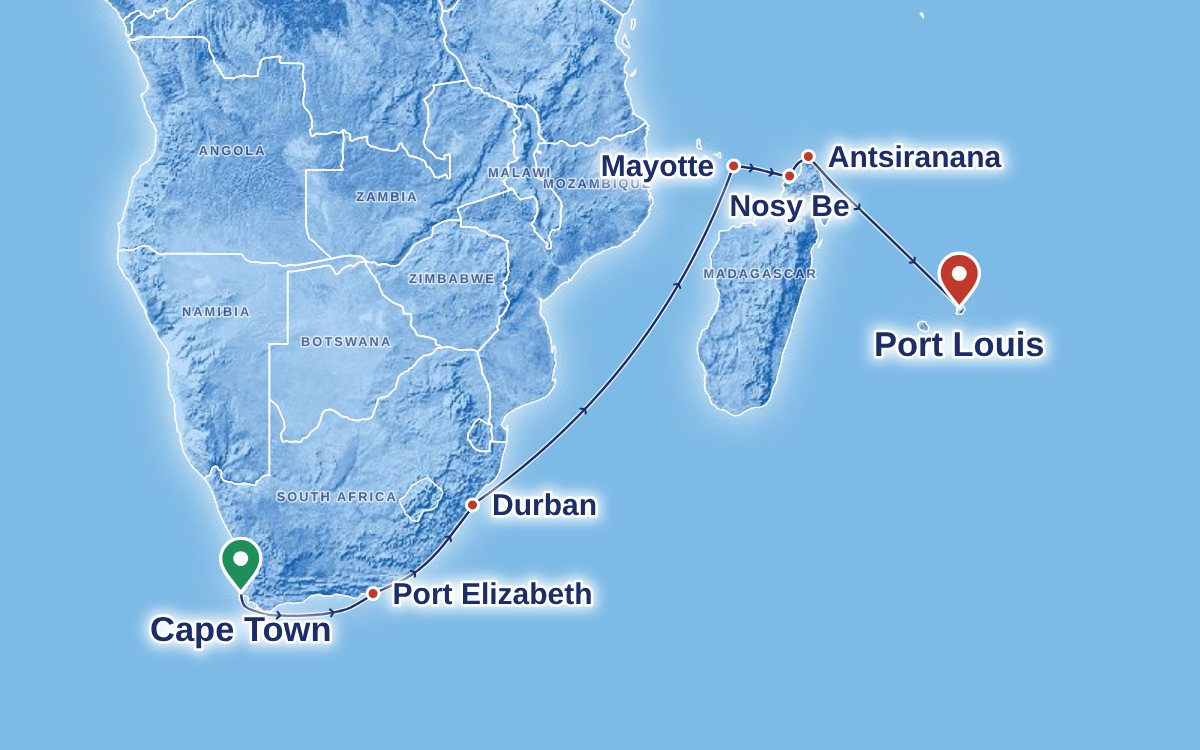 ANGOLA
Mayotte
Antsiranana
MALAWI
MOZAMBIQUE
ZAMBIA
Nosy Be
ZIMBABWE
MADAGASCAR
NAMIBIA
BOTSWANA
Port Louis
SOUTH AFRICA
Durban
Port Elizabeth
Cape Town